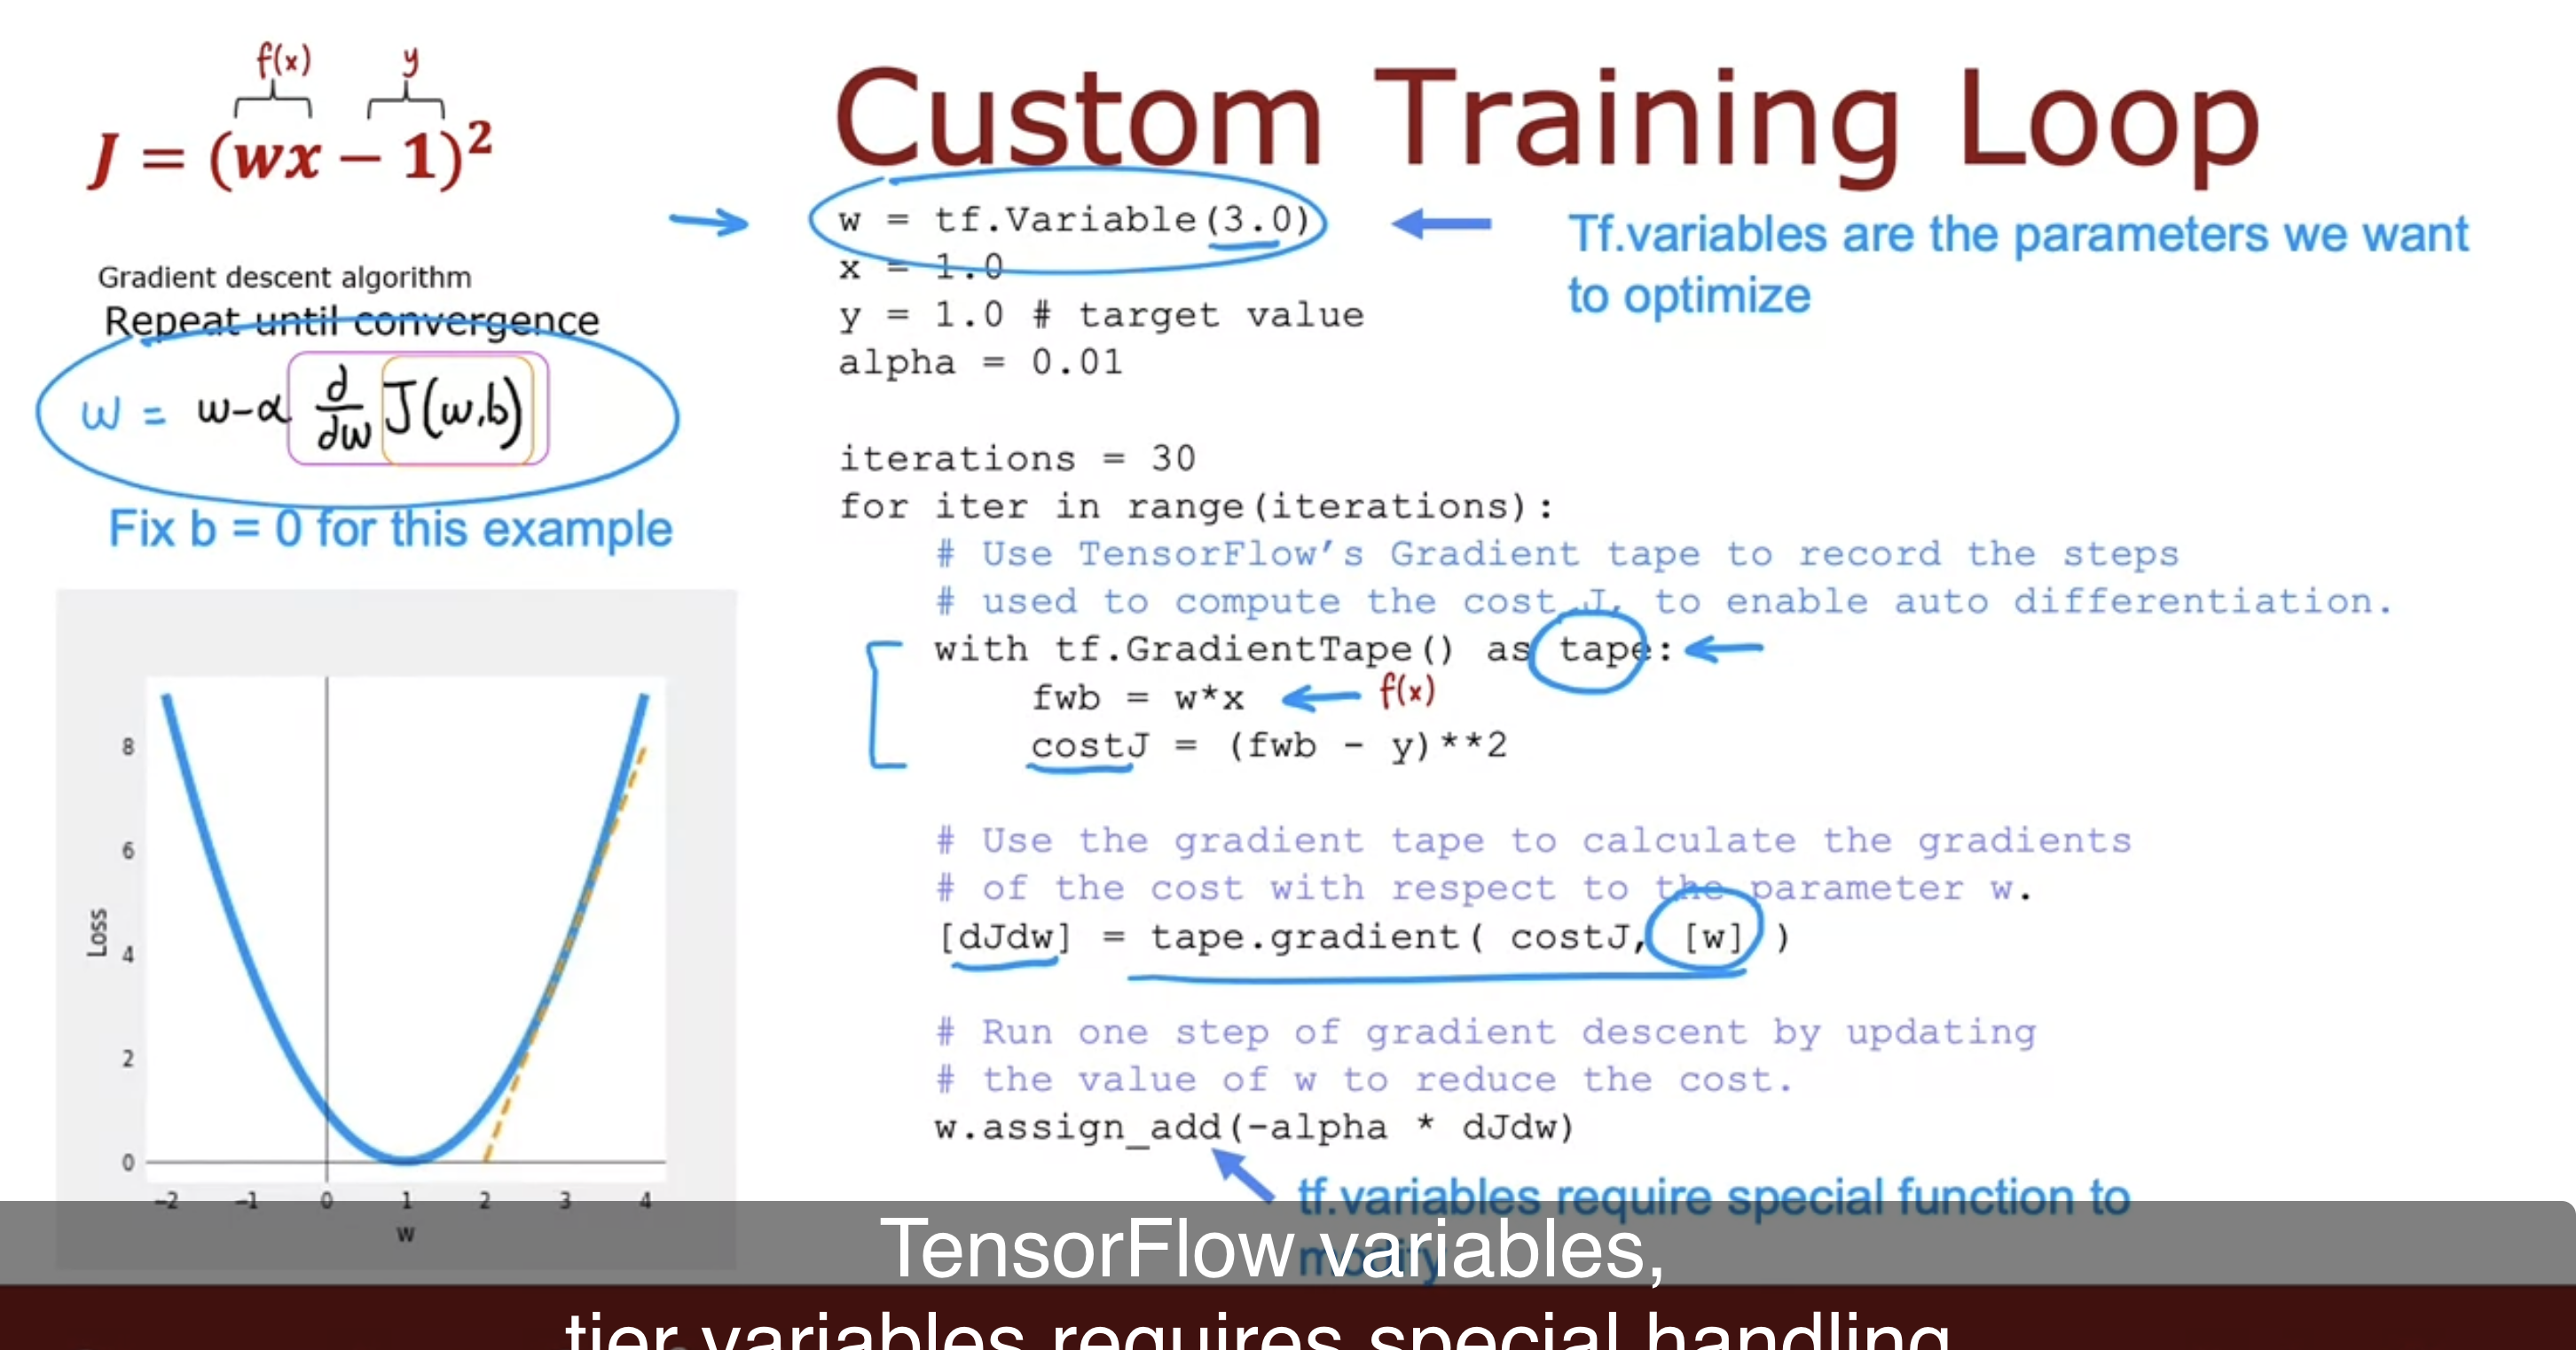 f(x) y
J = (wx − 1)²
Custom Training Loop
Gradient descent algorithm
Repeat until convergence
w = w-α d/dw J(w,b)
Fix b = 0 for this example
Loss
8
6
4
2
0
-2 -1 0 1 2 3 4
w
w = tf.Variable(3.0)
x = 1.0
y = 1.0 # target value
alpha = 0.01
Tf.variables are the parameters we want
to optimize
iterations = 30
for iter in range(iterations):
# Use TensorFlow's Gradient tape to record the steps
# used to compute the cost J, to enable auto differentiation.
with tf.GradientTape() as tape:
fwb = w*x f(x)
costJ = (fwb - y)**2
# Use the gradient tape to calculate the gradients
# of the cost with respect to the parameter w.
[dJdw] = tape.gradient( costJ, [w] )
# Run one step of gradient descent by updating
# the value of w to reduce the cost.
w.assign_add(-alpha * dJdw)
tf.variables require special function to
modify
TensorFlow variables,
tier variables requires special handling